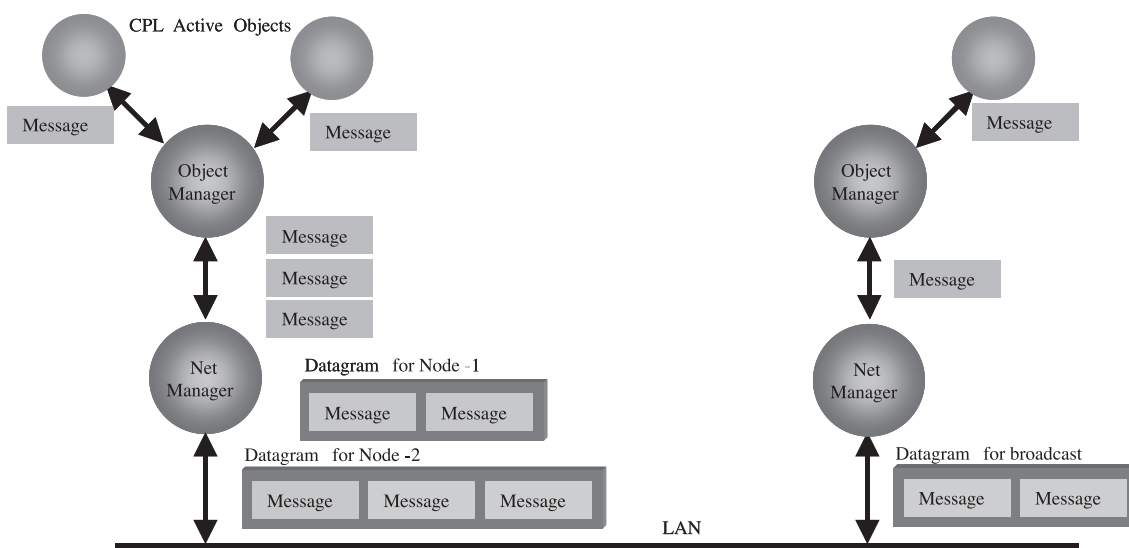 CPL Active Objects
Message
Message
Object
Manager
Message
Message
Message
Net
Manager
Datagram for Node -1
Message Message
Datagram for Node -2
Message Message Message
LAN
Message
Object
Manager
Message
Net
Manager
Datagram for broadcast
Message Message